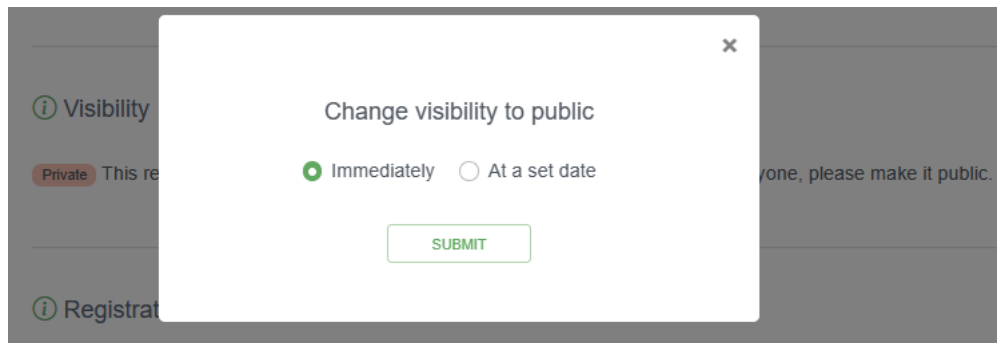 ×
Visibility
Change visibility to public
Private This re
Immediately At a set date
yone, please make it public.
SUBMIT
Registrat